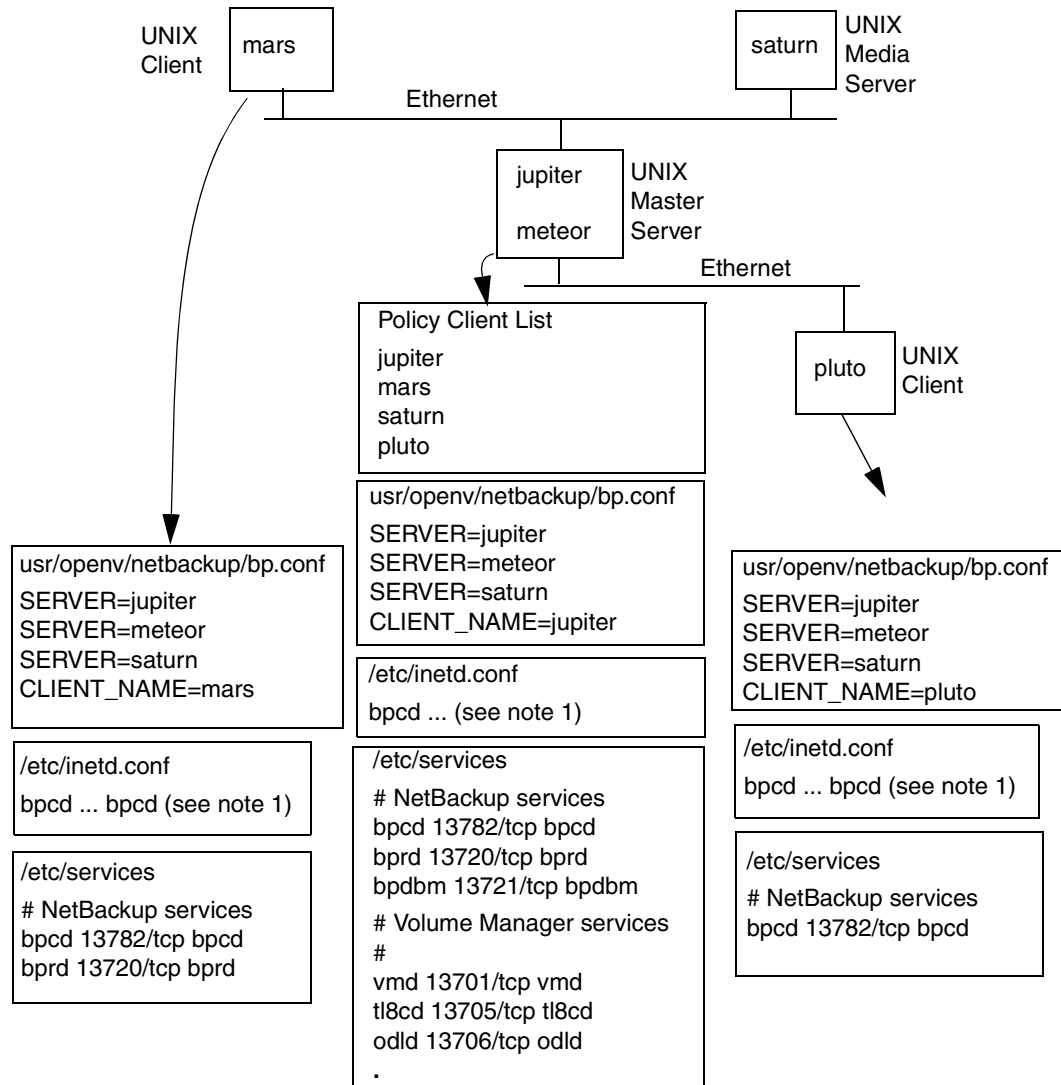 UNIX
Client
mars
saturn
UNIX
Media
Server
Ethernet
jupiter
meteor
UNIX
Master
Server
Ethernet
Policy Client List
jupiter
mars
saturn
pluto
pluto
UNIX
Client
usr/openv/netbackup/bp.conf
SERVER=jupiter
SERVER=meteor
SERVER=saturn
CLIENT_NAME=mars
/etc/inetd.conf
bpcd ... bpcd (see note 1)
/etc/services
# NetBackup services
bpcd 13782/tcp bpcd
bprd 13720/tcp bprd
usr/openv/netbackup/bp.conf
SERVER=jupiter
SERVER=meteor
SERVER=saturn
CLIENT_NAME=jupiter
/etc/inetd.conf
bpcd ... (see note 1)
/etc/services
# NetBackup services
bpcd 13782/tcp bpcd
bprd 13720/tcp bprd
bpdbm 13721/tcp bpdbm
# Volume Manager services
#
vmd 13701/tcp vmd
tl8cd 13705/tcp tl8cd
odld 13706/tcp odld
.
usr/openv/netbackup/bp.conf
SERVER=jupiter
SERVER=meteor
SERVER=saturn
CLIENT_NAME=pluto
/etc/inetd.conf
bpcd ... bpcd (see note 1)
/etc/services
# NetBackup services
bpcd 13782/tcp bpcd